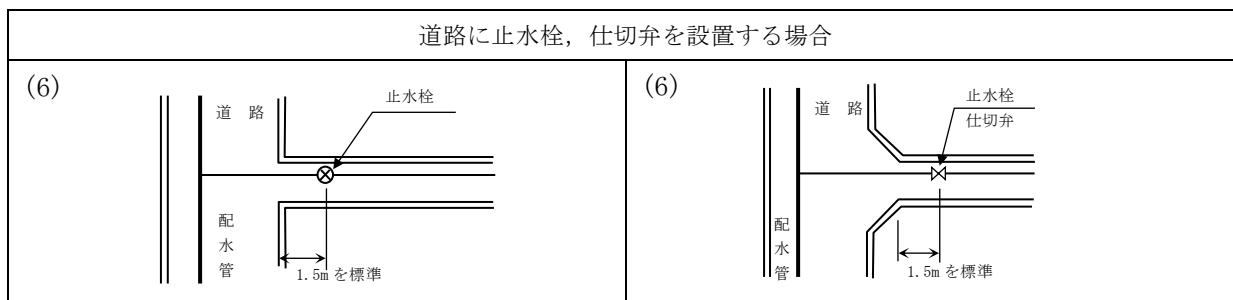 道路に止水栓，仕切弁を設置する場合
(6)
止水栓
道 路
配水管
1.5m を標準
(6)
止水栓
仕切弁
道 路
配水管
1.5m を標準